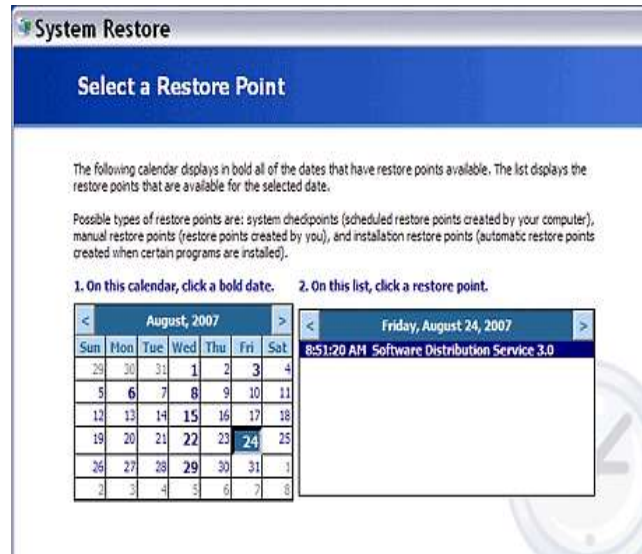 System Restore
Select a Restore Point
The following calendar displays in bold all of the dates that have restore points available. The list displays the
restore points that are available for the selected date.
Possible types of restore points are: system checkpoints (scheduled restore points created by your computer),
manual restore points (restore points created by you), and installation restore points (automatic restore points
created when certain programs are installed).
1. On this calendar, click a bold date.
2. On this list, click a restore point.
< August, 2007 >
Sun Mon Tue Wed Thu Fri Sat
29 30 31 1 2 3 4
5 6 7 8 9 10 11
12 13 14 15 16 17 18
19 20 21 22 23 24 25
26 27 28 29 30 31 1
2 3 4 5 6 7 8
< Friday, August 24, 2007 >
8:51:20 AM Software Distribution Service 3.0